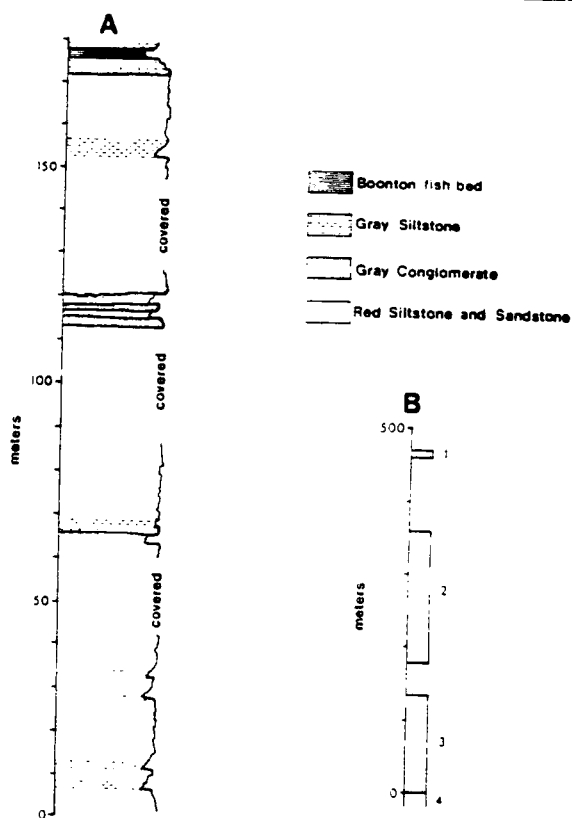 A
150
covered
100
covered
meters
50
covered
0
Boonton fish bed
Gray Siltstone
Gray Conglomerate
Red Siltstone and Sandstone
B
500
1
2
meters
3
0
4